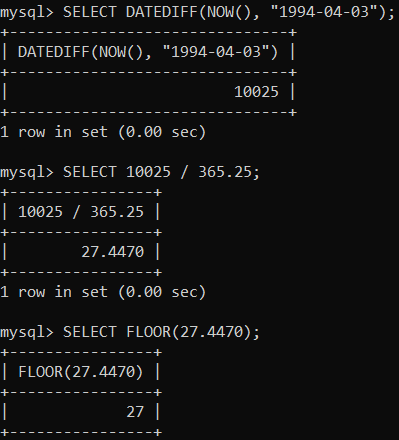 mysql> SELECT DATEDIFF(NOW(), "1994-04-03");
+-------------------------------+
| DATEDIFF(NOW(), "1994-04-03") |
+-------------------------------+
|                         10025 |
+-------------------------------+
1 row in set (0.00 sec)

mysql> SELECT 10025 / 365.25;
+----------------+
| 10025 / 365.25 |
+----------------+
|        27.4470 |
+----------------+
1 row in set (0.00 sec)

mysql> SELECT FLOOR(27.4470);
+----------------+
| FLOOR(27.4470) |
+----------------+
|             27 |
+----------------+